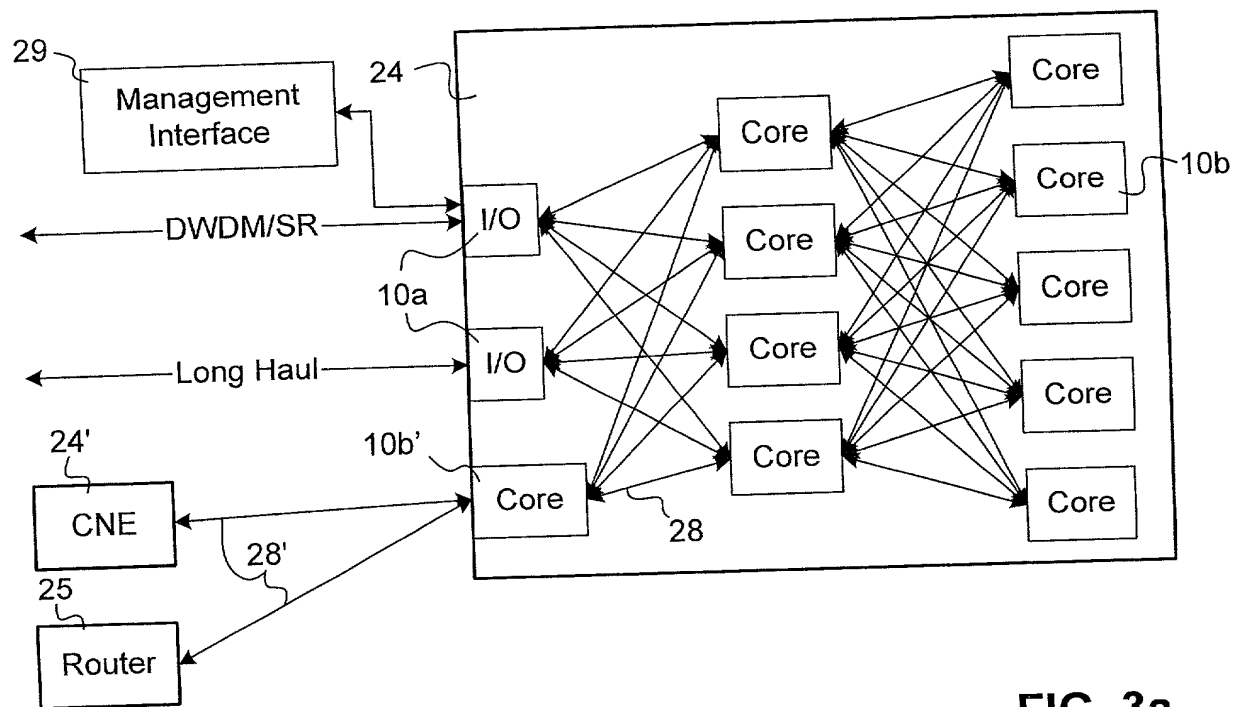 29
Management
Interface
24
Core
Core
Core
10b
I/O
DWDM/SR
Core
10a
Core
I/O
Long Haul
Core
Core
24'
10b'
Core
Core
CNE
28
Core
28'
25
Router
FIG. 3a